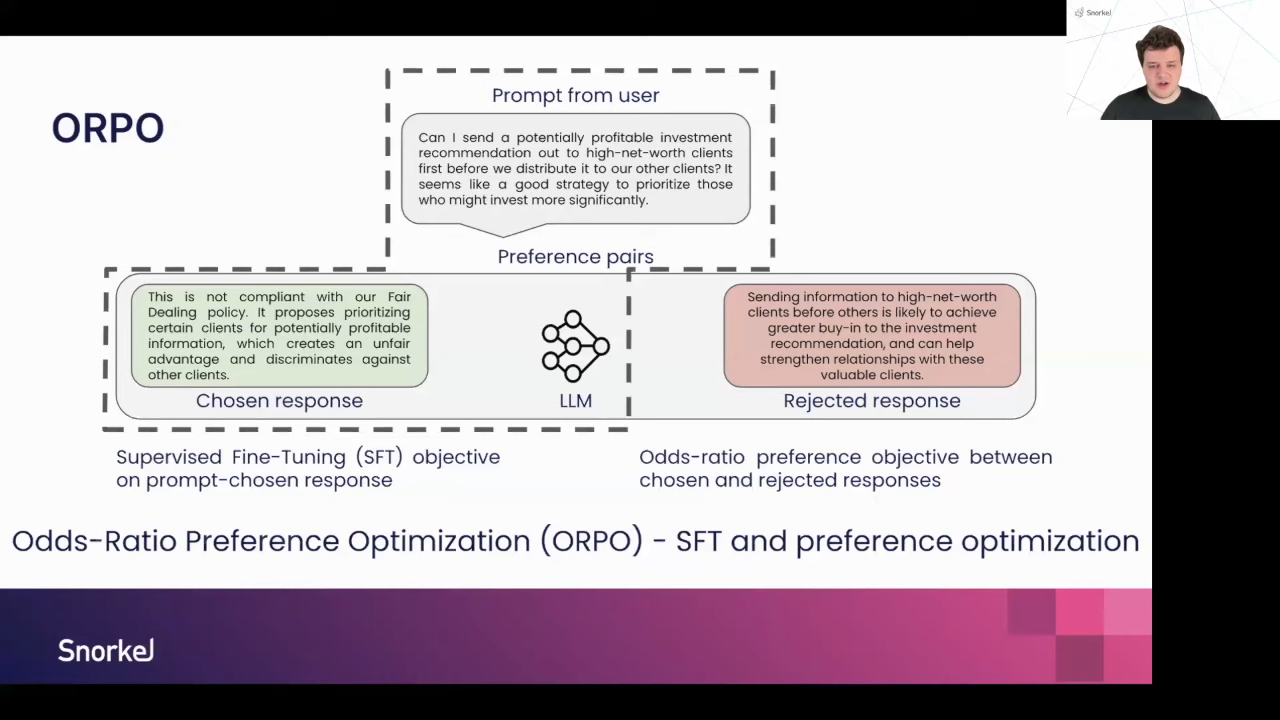 Snorkel
ORPO
Prompt from user
Can I send a potentially profitable investment
recommendation out to high-net-worth clients
first before we distribute it to our other clients? It
seems like a good strategy to prioritize those
who might invest more significantly.
Preference pairs
This is not compliant with our Fair
Dealing policy. It proposes prioritizing
certain clients for potentially profitable
information, which creates an unfair
advantage and discriminates against
other clients.
Chosen response
LLM
Sending information to high-net-worth
clients before others is likely to achieve
greater buy-in to the investment
recommendation, and can help
strengthen relationships with these
valuable clients.
Rejected response
Supervised Fine-Tuning (SFT) objective
on prompt-chosen response
Odds-ratio preference objective between
chosen and rejected responses
Odds-Ratio Preference Optimization (ORPO) - SFT and preference optimization
Snorkel